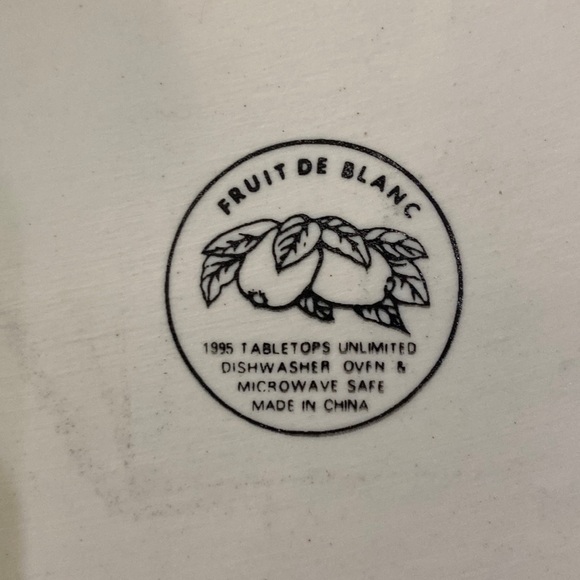 FRUIT DE BLANC
1995 TABLETOPS UNLIMITED
DISHWASHER OVEN &
MICROWAVE SAFE
MADE IN CHINA